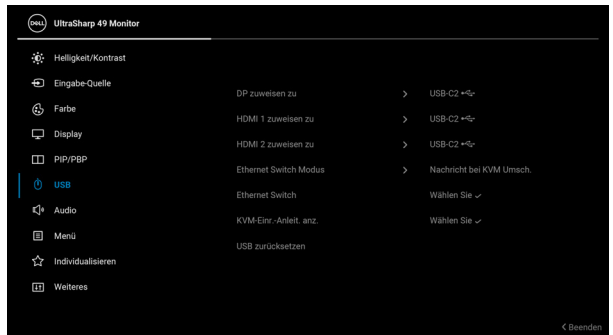 DELL UltraSharp 49 Monitor
Helligkeit/Kontrast
Eingabe-Quelle
Farbe
Display
PIP/PBP
USB
Audio
Menü
Individualisieren
Weiteres
DP zuweisen zu > USB-C2
HDMI 1 zuweisen zu > USB-C2
HDMI 2 zuweisen zu > USB-C2
Ethernet Switch Modus > Nachricht bei KVM Umsch.
Ethernet Switch Wählen Sie ✓
KVM-Einr.-Anleit. anz. Wählen Sie ✓
USB zurücksetzen
< Beenden